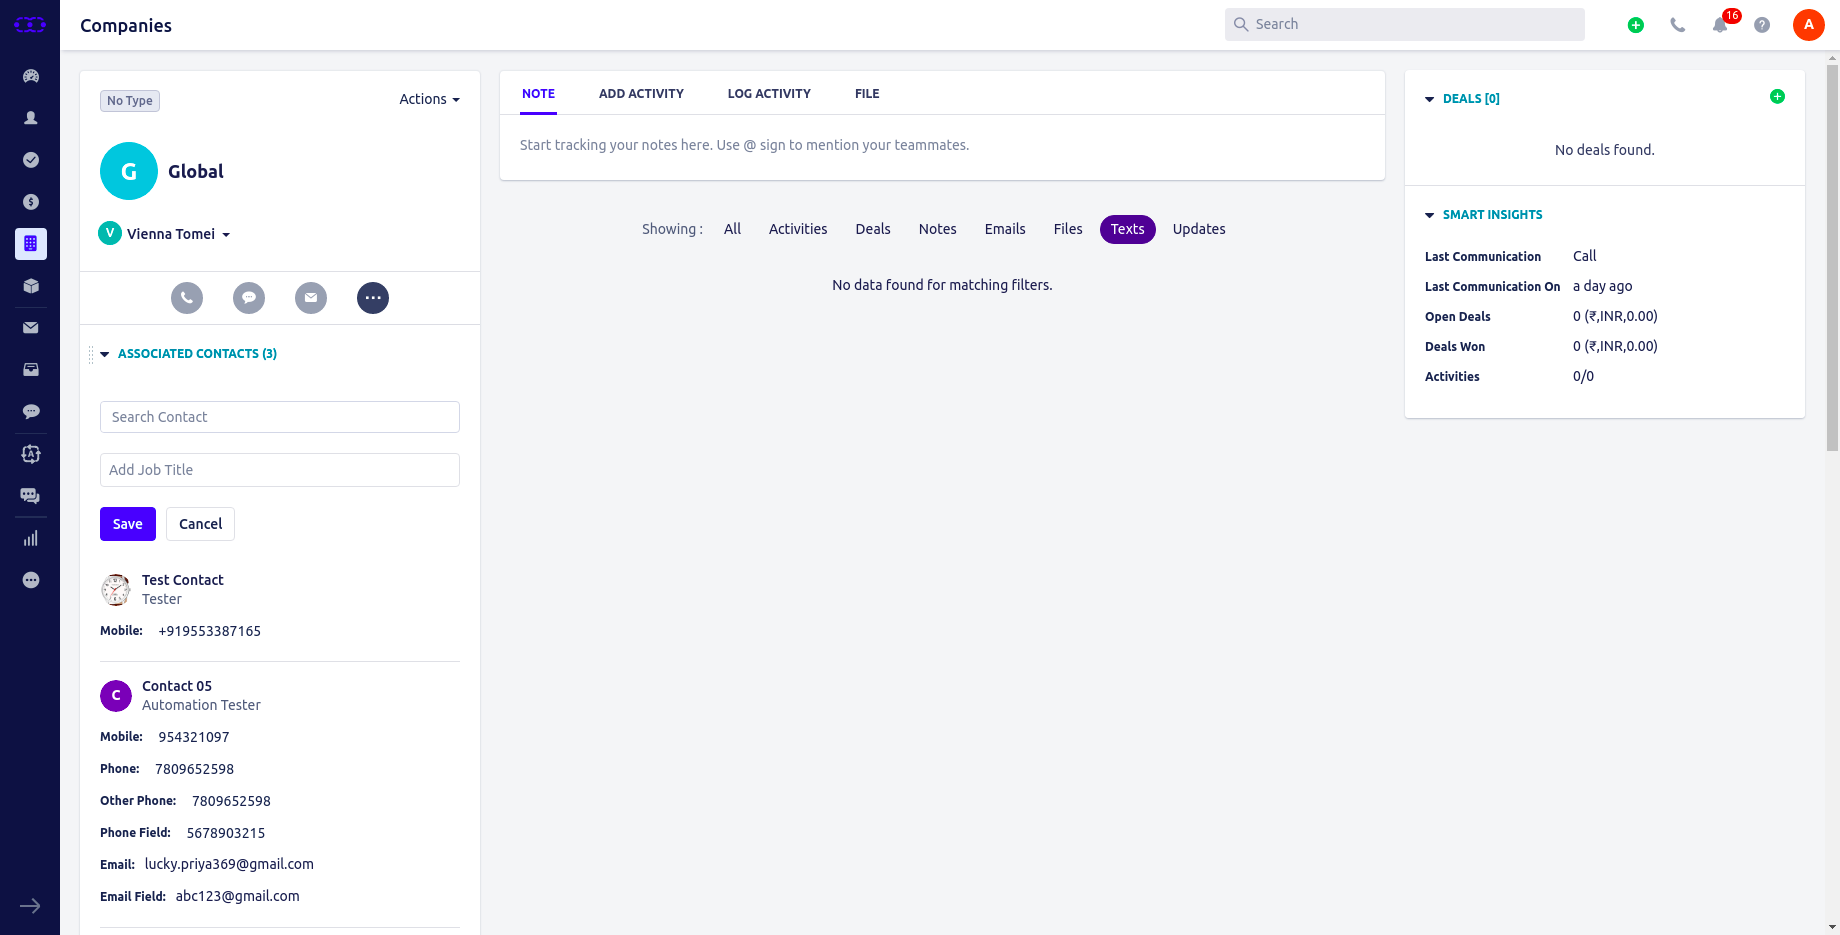 Companies
Search
16
A
No Type
Actions
G
Global
V
Vienna Tomei
ASSOCIATED CONTACTS (3)
Search Contact
Add Job Title
Save
Cancel
Test Contact
Tester
Mobile: +919553387165
C
Contact 05
Automation Tester
Mobile: 954321097
Phone: 7809652598
Other Phone: 7809652598
Phone Field: 5678903215
Email: lucky.priya369@gmail.com
Email Field: abc123@gmail.com
NOTE ADD ACTIVITY LOG ACTIVITY FILE
Start tracking your notes here. Use @ sign to mention your teammates.
Showing : All Activities Deals Notes Emails Files Texts Updates
No data found for matching filters.
DEALS [0]
No deals found.
SMART INSIGHTS
Last Communication Call
Last Communication On a day ago
Open Deals 0 (₹,INR,0.00)
Deals Won 0 (₹,INR,0.00)
Activities 0/0